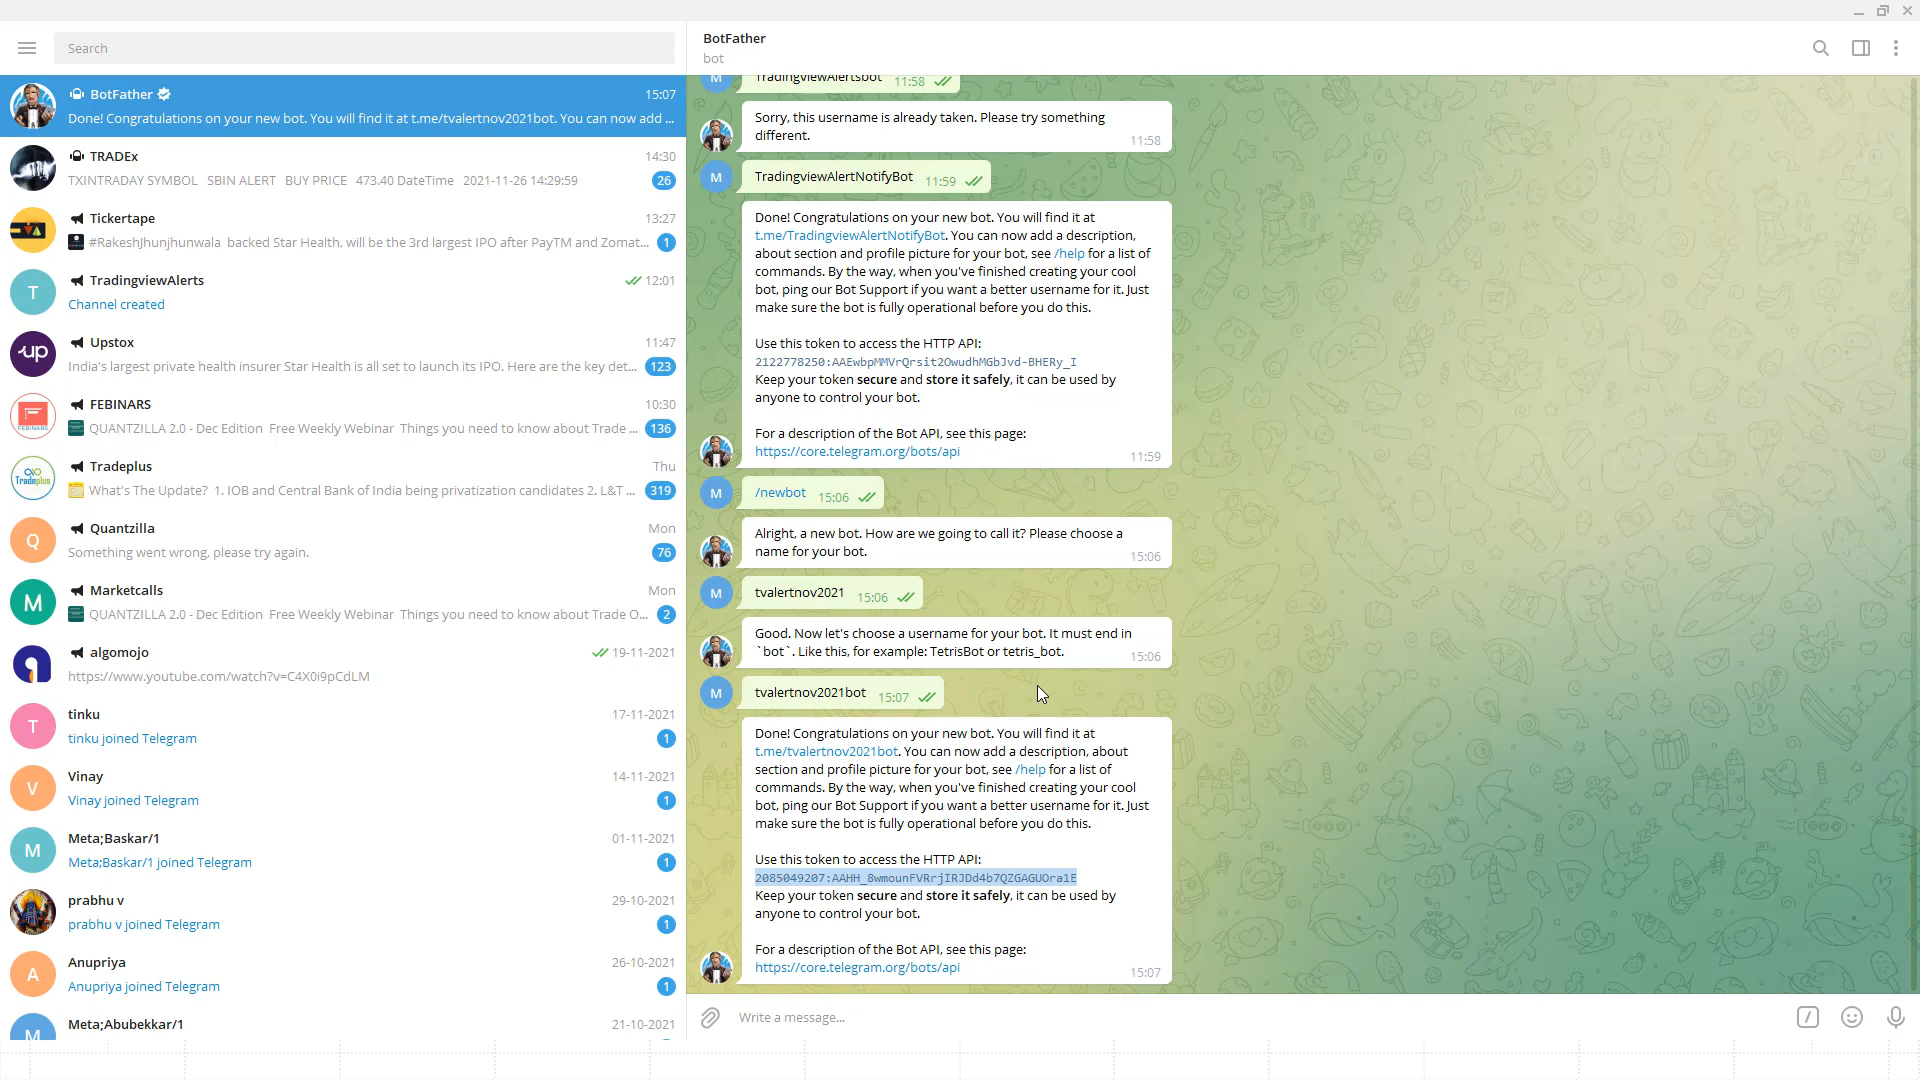 Search
BotFather
15:07
Done! Congratulations on your new bot. You will find it at t.me/tvalertnov2021bot. You can now add ...
TRADEx
14:30
TXINTRADAY SYMBOL SBIN ALERT BUY PRICE 473.40 DateTime 2021-11-26 14:29:59
26
Tickertape
13:27
#RakeshJhunjhunwala backed Star Health, will be the 3rd largest IPO after PayTM and Zomat...
1
T
TradingviewAlerts
12:01
Channel created
up
Upstox
11:47
India's largest private health insurer Star Health is all set to launch its IPO. Here are the key det...
123
FEBINARS
FEBINARS
10:30
QUANTZILLA 2.0 - Dec Edition Free Weekly Webinar Things you need to know about Trade ...
136
Tradeplus
Tradeplus
Thu
What's The Update? 1. IOB and Central Bank of India being privatization candidates 2. L&T ...
319
Q
Quantzilla
Mon
Something went wrong, please try again.
76
M
Marketcalls
Mon
QUANTZILLA 2.0 - Dec Edition Free Weekly Webinar Things you need to know about Trade O...
2
algomojo
19-11-2021
https://www.youtube.com/watch?v=C4X0i9pCdLM
T
tinku
17-11-2021
tinku joined Telegram
1
V
Vinay
14-11-2021
Vinay joined Telegram
1
M
Meta;Baskar/1
01-11-2021
Meta;Baskar/1 joined Telegram
1
prabhu v
29-10-2021
prabhu v joined Telegram
1
A
Anupriya
26-10-2021
Anupriya joined Telegram
1
M
Meta;Abubekkar/1
21-10-2021
BotFather
bot
M
TradingviewAlertsbot 11:58
Sorry, this username is already taken. Please try something
different.
11:58
M
TradingviewAlertNotifyBot 11:59
Done! Congratulations on your new bot. You will find it at
t.me/TradingviewAlertNotifyBot. You can now add a description,
about section and profile picture for your bot, see /help for a list of
commands. By the way, when you've finished creating your cool
bot, ping our Bot Support if you want a better username for it. Just
make sure the bot is fully operational before you do this.
Use this token to access the HTTP API:
2122778250:AAEwbpMMVrQrsit2OwudhMGbJvd-BHERy_I
Keep your token secure and store it safely, it can be used by
anyone to control your bot.
For a description of the Bot API, see this page:
https://core.telegram.org/bots/api
11:59
M
/newbot 15:06
Alright, a new bot. How are we going to call it? Please choose a
name for your bot.
15:06
M
tvalertnov2021 15:06
Good. Now let's choose a username for your bot. It must end in
`bot`. Like this, for example: TetrisBot or tetris_bot.
15:06
M
tvalertnov2021bot 15:07
Done! Congratulations on your new bot. You will find it at
t.me/tvalertnov2021bot. You can now add a description, about
section and profile picture for your bot, see /help for a list of
commands. By the way, when you've finished creating your cool
bot, ping our Bot Support if you want a better username for it. Just
make sure the bot is fully operational before you do this.
Use this token to access the HTTP API:
2085049207:AAHH_8wmounFVRrjIRJDd4b7QZGAGUOra1E
Keep your token secure and store it safely, it can be used by
anyone to control your bot.
For a description of the Bot API, see this page:
https://core.telegram.org/bots/api
15:07
Write a message...